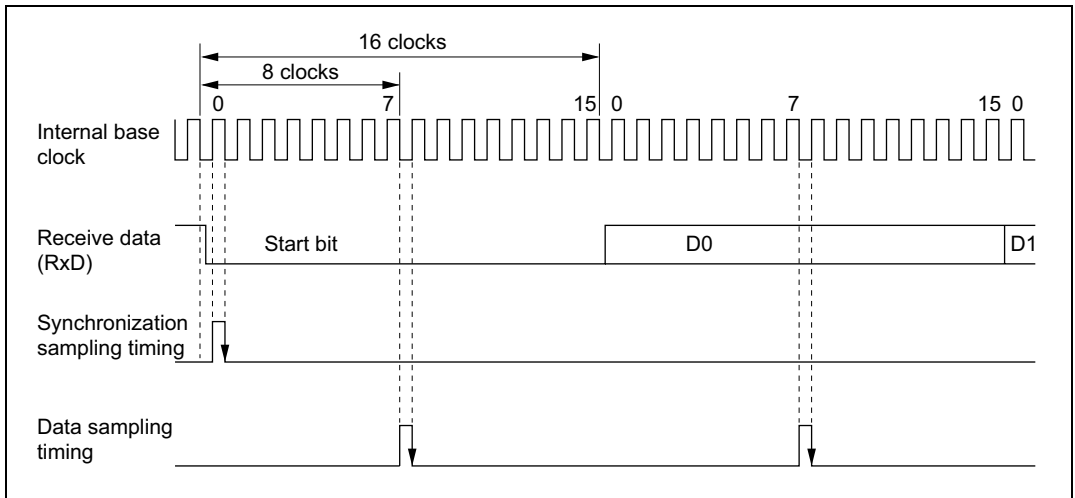 16 clocks
8 clocks
0 7 15 0 7 15 0
Internal base
clock
Receive data
(RxD)
Start bit D0 D1
Synchronization
sampling timing
Data sampling
timing